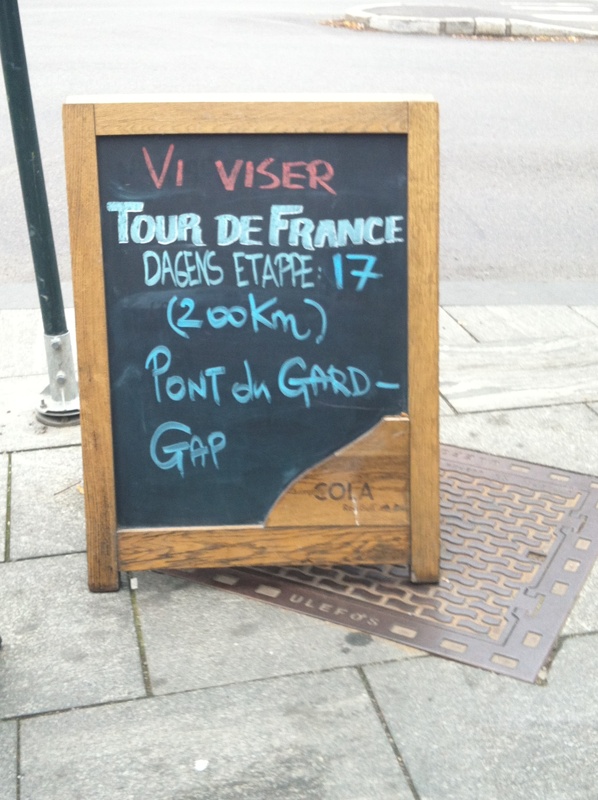 VI VISER
TOUR DE FRANCE
DAGENS ETAPPE: 17
(200Km)
PONT du GARD-
GAP
COLA
ULEFOS